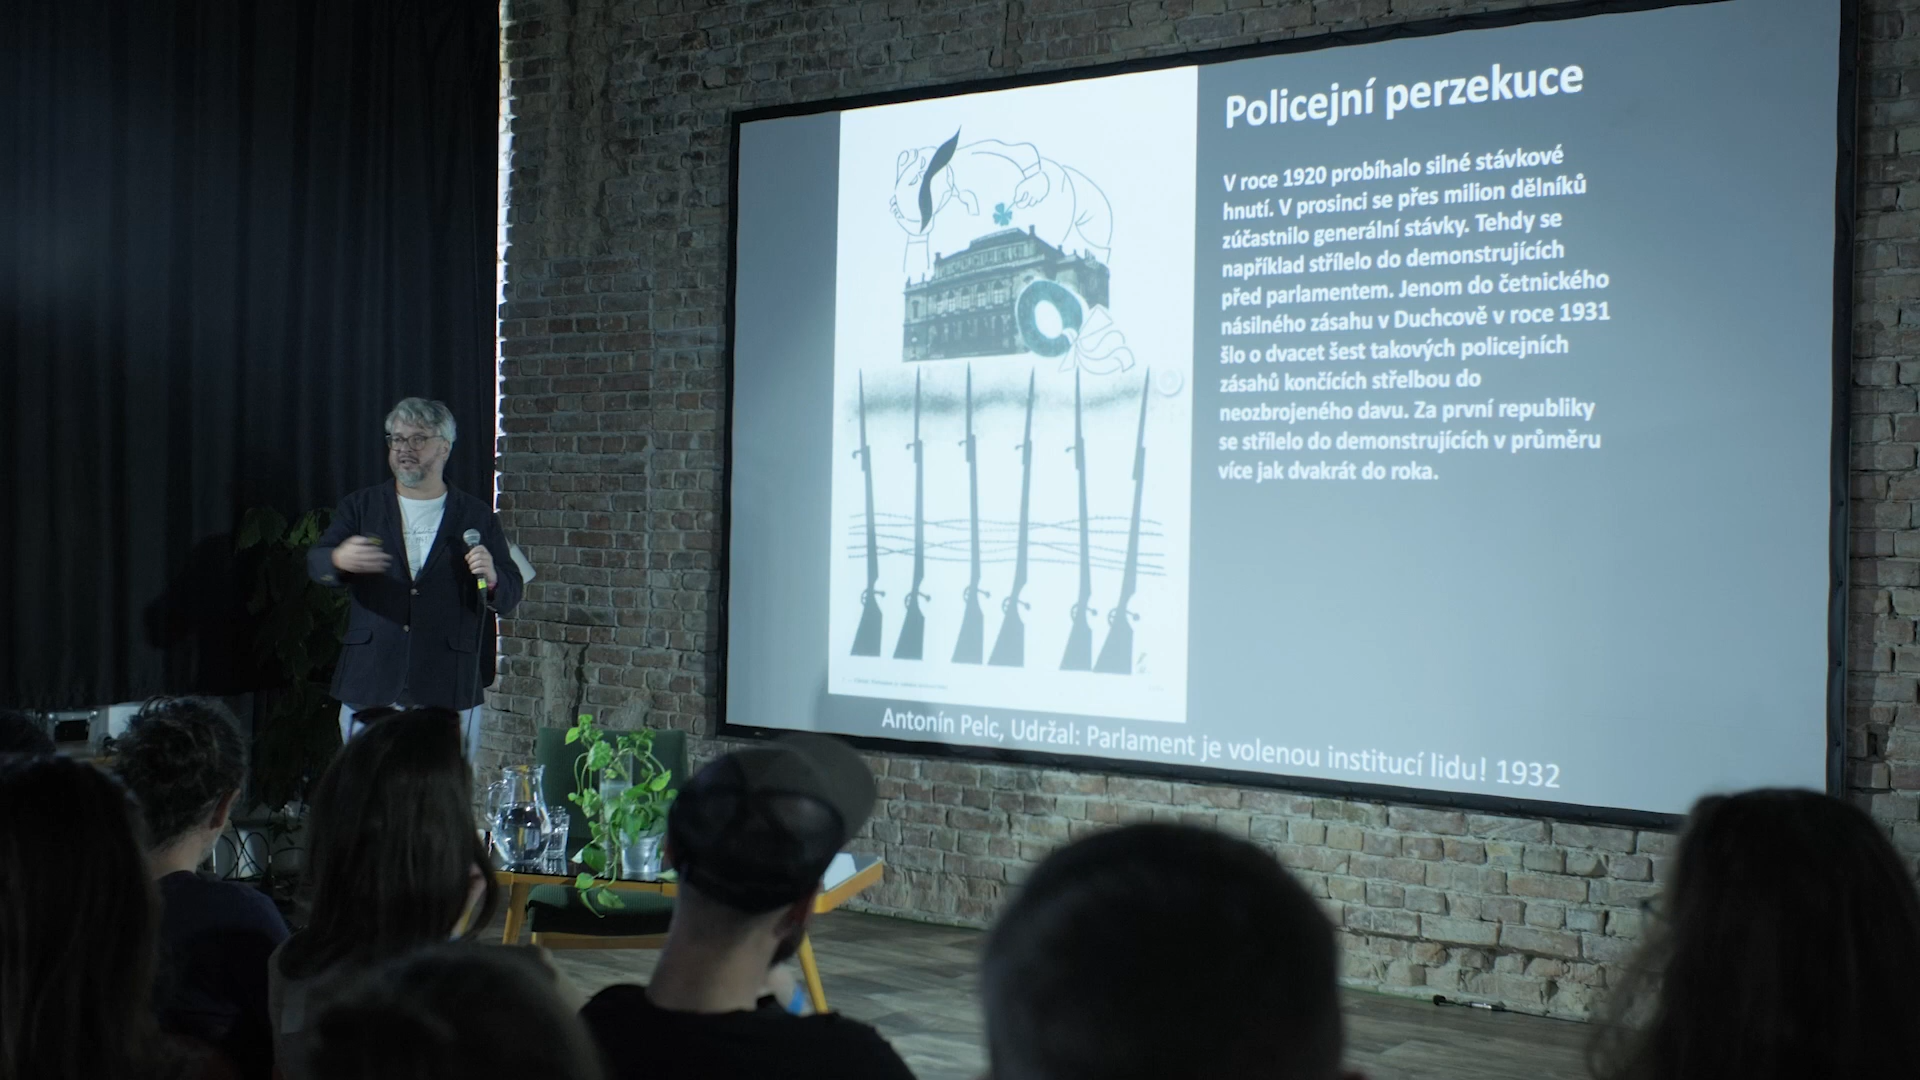 Policejní perzekuce
V roce 1920 probíhalo silné stávkové
hnutí. V prosinci se přes milion dělníků
zúčastnilo generální stávky. Tehdy se
například střílelo do demonstrujících
před parlamentem. Jenom do četnického
násilného zásahu v Duchcově v roce 1931
šlo o dvacet šest takových policejních
zásahů končících střelbou do
neozbrojeného davu. Za první republiky
se střílelo do demonstrujících v průměru
více jak dvakrát do roka.
Antonín Pelc, Udržal: Parlament je volenou institucí lidu! 1932